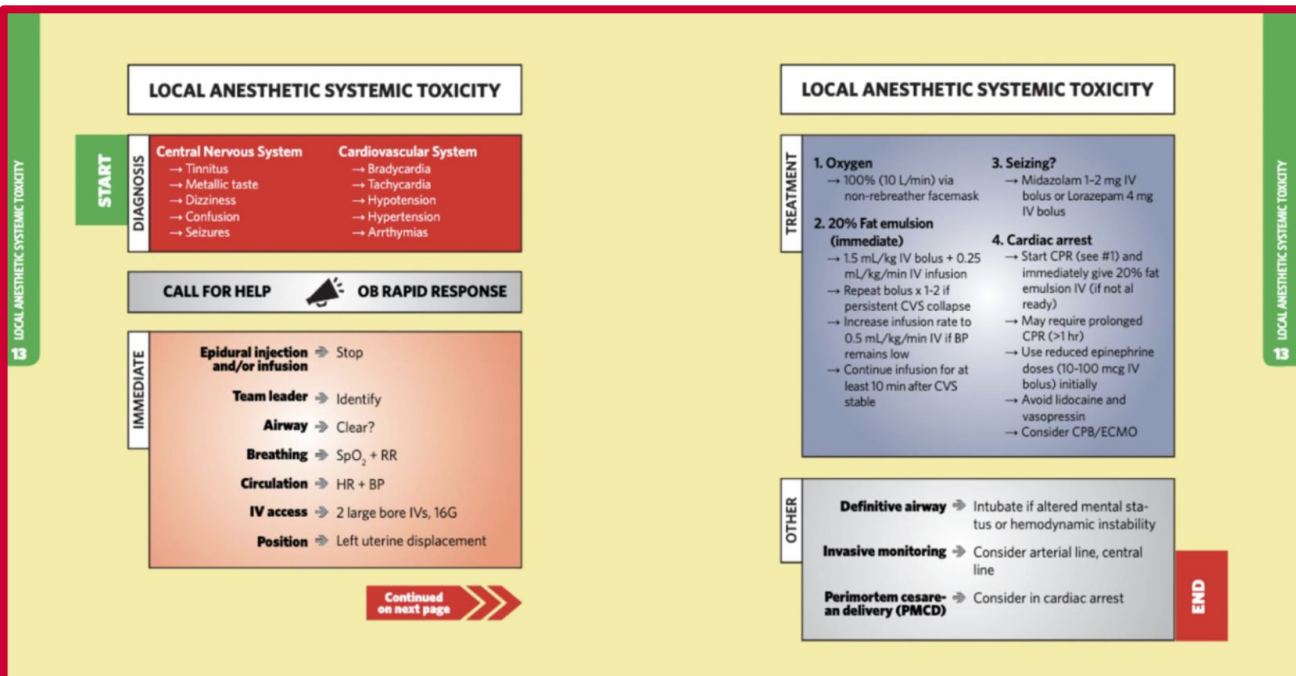 LOCAL ANESTHETIC SYSTEMIC TOXICITY
13
LOCAL ANESTHETIC SYSTEMIC TOXICITY
START
DIAGNOSIS
Central Nervous System
→ Tinnitus
→ Metallic taste
→ Dizziness
→ Confusion
→ Seizures
Cardiovascular System
→ Bradycardia
→ Tachycardia
→ Hypotension
→ Hypertension
→ Arrthymias
CALL FOR HELP OB RAPID RESPONSE
IMMEDIATE
Epidural injection → Stop
and/or infusion
Team leader → Identify
Airway → Clear?
Breathing → SpO₂ + RR
Circulation → HR + BP
IV access → 2 large bore IVs, 16G
Position → Left uterine displacement
Continued
on next page
LOCAL ANESTHETIC SYSTEMIC TOXICITY
TREATMENT
1. Oxygen
→ 100% (10 L/min) via
non-rebreather facemask
2. 20% Fat emulsion
(immediate)
→ 1.5 mL/kg IV bolus + 0.25
mL/kg/min IV infusion
→ Repeat bolus x 1-2 if
persistent CVS collapse
→ Increase infusion rate to
0.5 mL/kg/min IV if BP
remains low
→ Continue infusion for at
least 10 min after CVS
stable
3. Seizing?
→ Midazolam 1-2 mg IV
bolus or Lorazepam 4 mg
IV bolus
4. Cardiac arrest
→ Start CPR (see #1) and
immediately give 20% fat
emulsion IV (if not al
ready)
→ May require prolonged
CPR (>1 hr)
→ Use reduced epinephrine
doses (10-100 mcg IV
bolus) initially
→ Avoid lidocaine and
vasopressin
→ Consider CPB/ECMO
OTHER
Definitive airway → Intubate if altered mental sta-
tus or hemodynamic instability
Invasive monitoring → Consider arterial line, central
line
Perimortem cesare- → Consider in cardiac arrest
an delivery (PMCD)
END
LOCAL ANESTHETIC SYSTEMIC TOXICITY
13